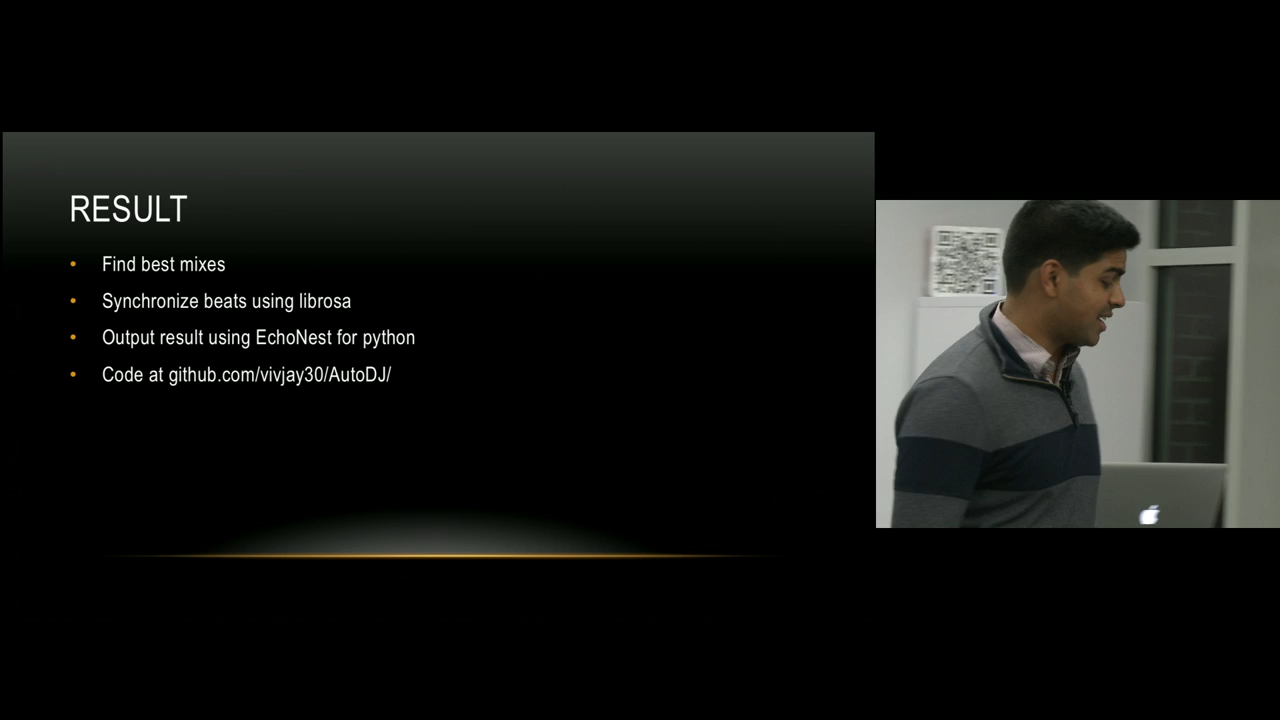 RESULT
• Find best mixes
• Synchronize beats using librosa
• Output result using EchoNest for python
• Code at github.com/vivjay30/AutoDJ/